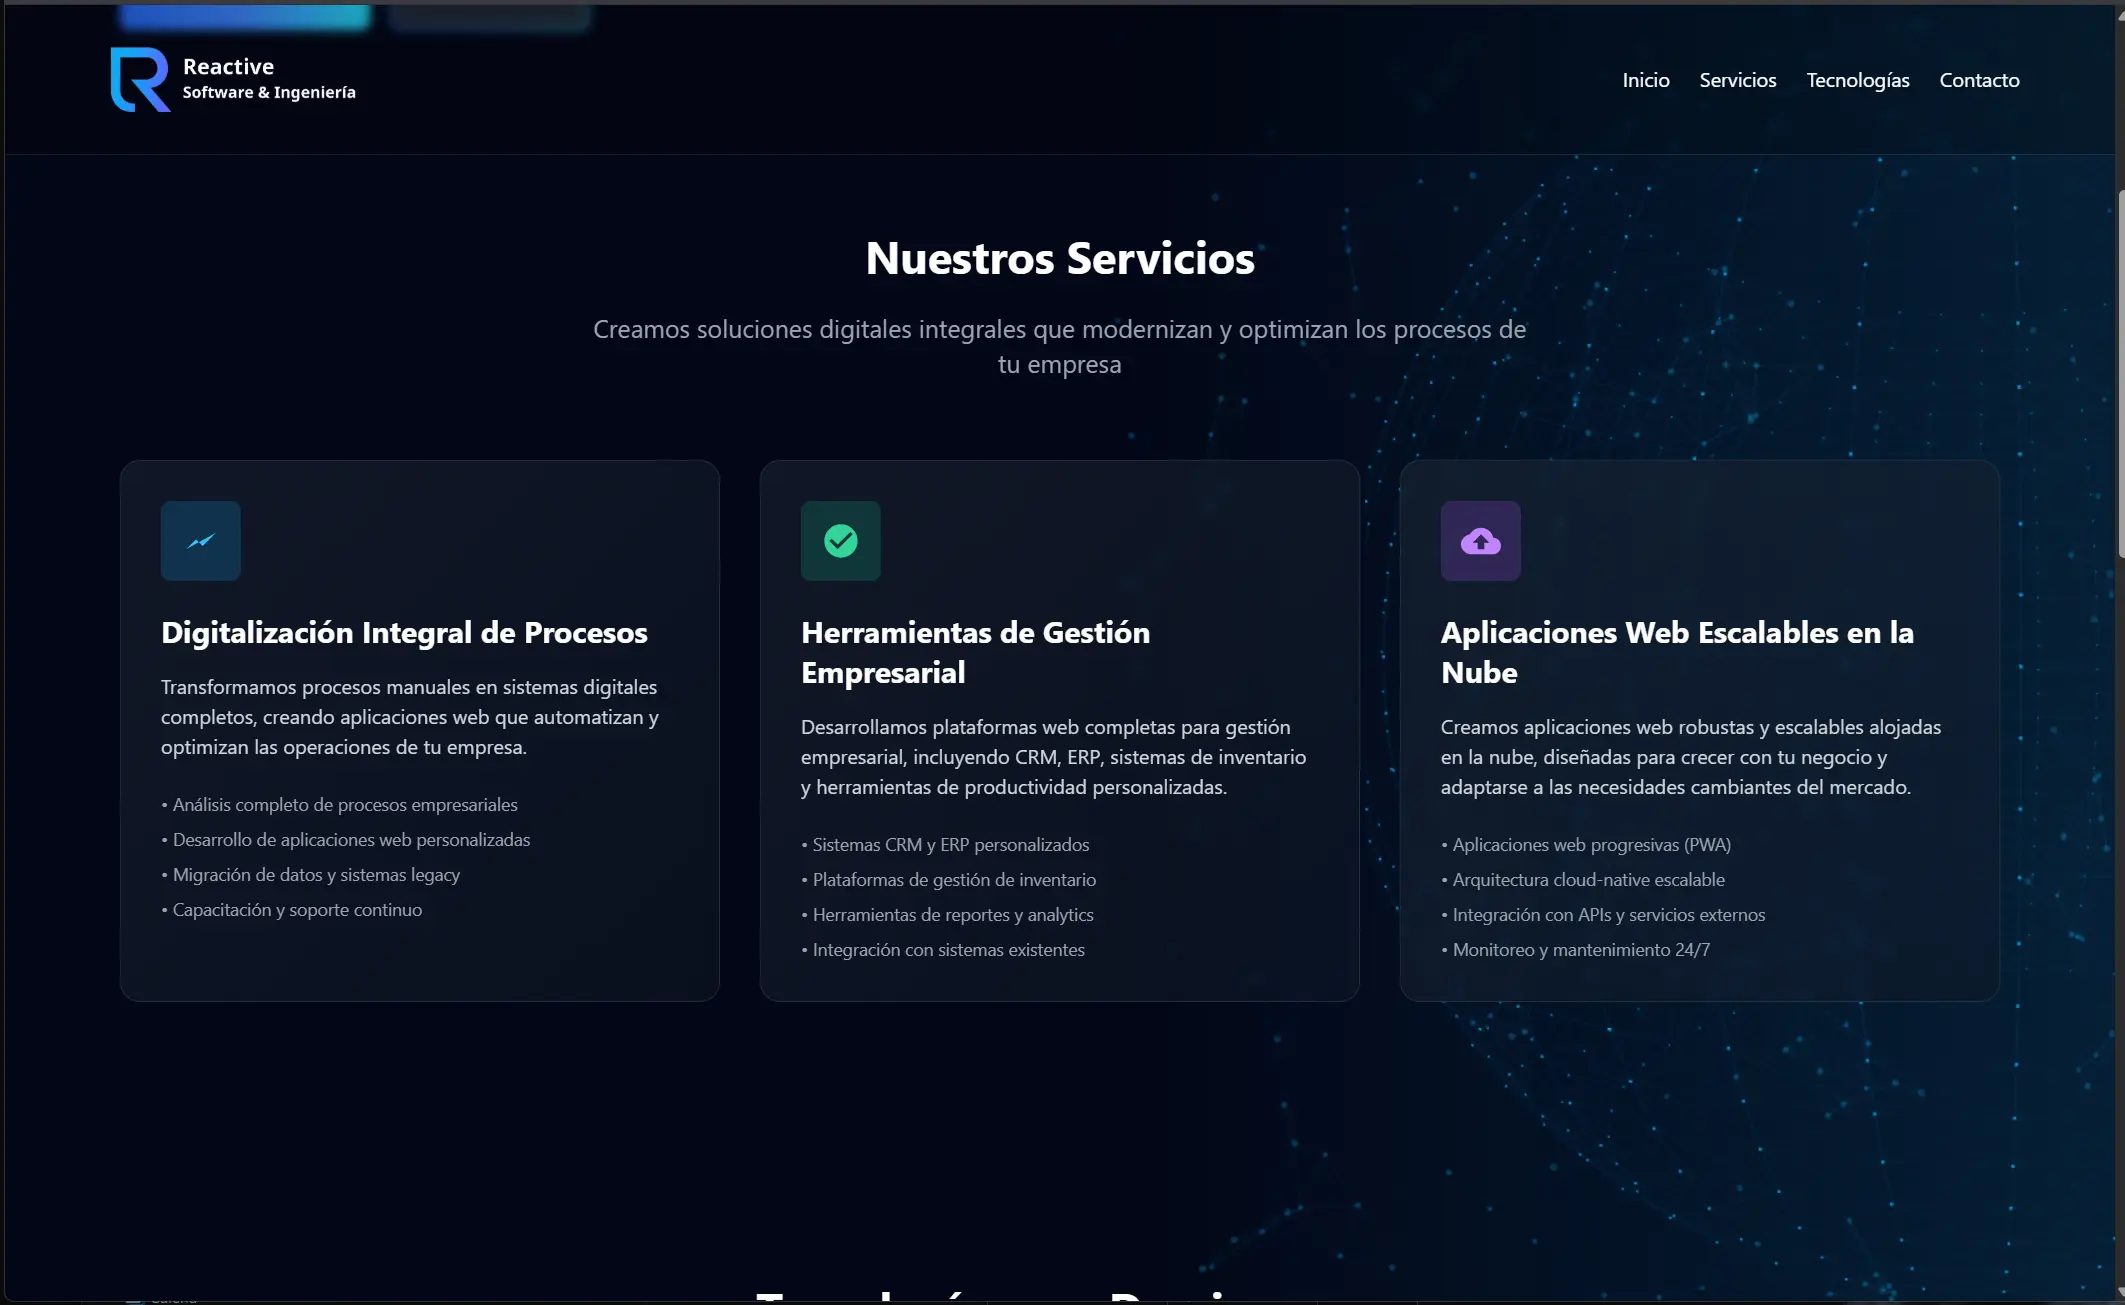 Reactive
Software & Ingeniería
Inicio
Servicios
Tecnologías
Contacto
Nuestros Servicios
Creamos soluciones digitales integrales que modernizan y optimizan los procesos de
tu empresa
Digitalización Integral de Procesos
Transformamos procesos manuales en sistemas digitales
completos, creando aplicaciones web que automatizan y
optimizan las operaciones de tu empresa.
• Análisis completo de procesos empresariales
• Desarrollo de aplicaciones web personalizadas
• Migración de datos y sistemas legacy
• Capacitación y soporte continuo
Herramientas de Gestión
Empresarial
Desarrollamos plataformas web completas para gestión
empresarial, incluyendo CRM, ERP, sistemas de inventario
y herramientas de productividad personalizadas.
• Sistemas CRM y ERP personalizados
• Plataformas de gestión de inventario
• Herramientas de reportes y analytics
• Integración con sistemas existentes
Aplicaciones Web Escalables en la
Nube
Creamos aplicaciones web robustas y escalables alojadas
en la nube, diseñadas para crecer con tu negocio y
adaptarse a las necesidades cambiantes del mercado.
• Aplicaciones web progresivas (PWA)
• Arquitectura cloud-native escalable
• Integración con APIs y servicios externos
• Monitoreo y mantenimiento 24/7